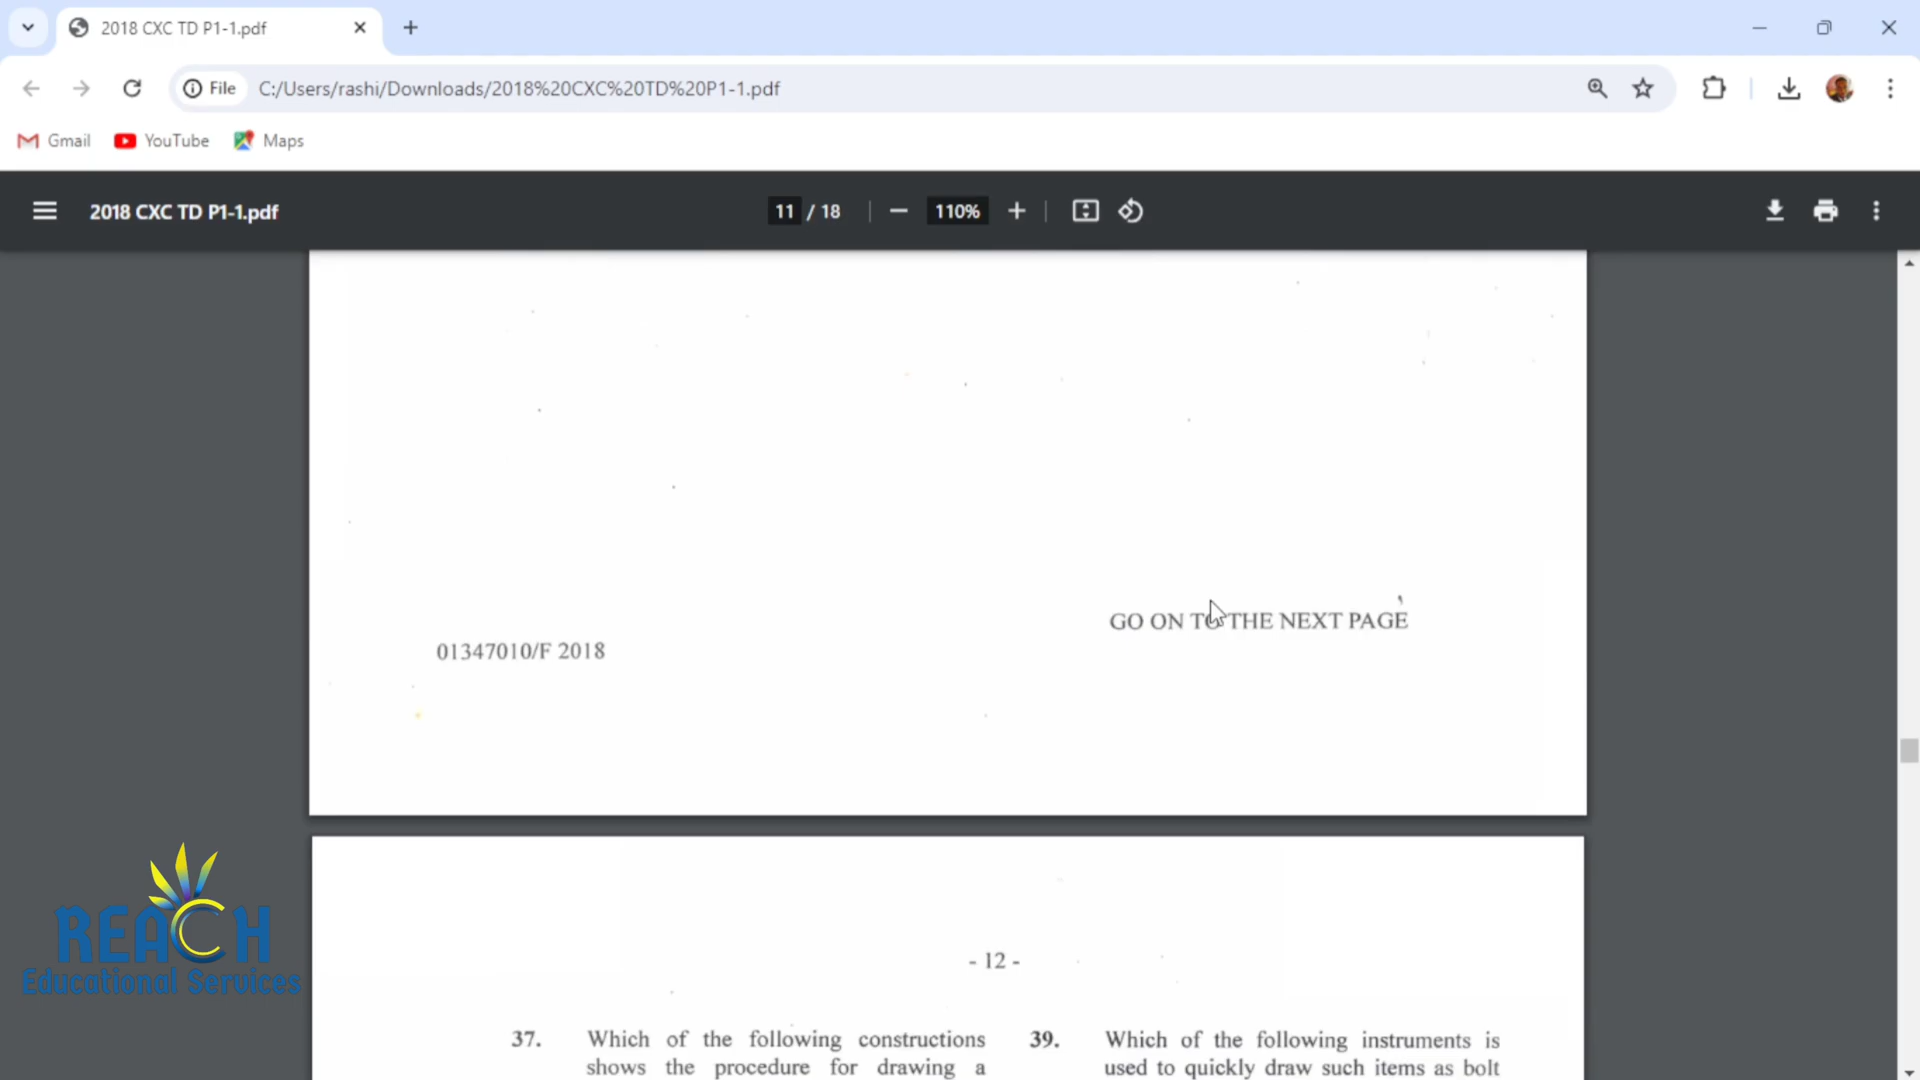 2018 CXC TD P1-1.pdf
File
C:/Users/rashi/Downloads/2018%20CXC%20TD%20P1-1.pdf
Gmail
YouTube
Maps
2018 CXC TD P1-1.pdf
11 / 18
110%
GO ON TO THE NEXT PAGE
01347010/F 2018
REACH
Educational Services
- 12 -
37. Which of the following constructions
shows the procedure for drawing a
39. Which of the following instruments is
used to quickly draw such items as bolt